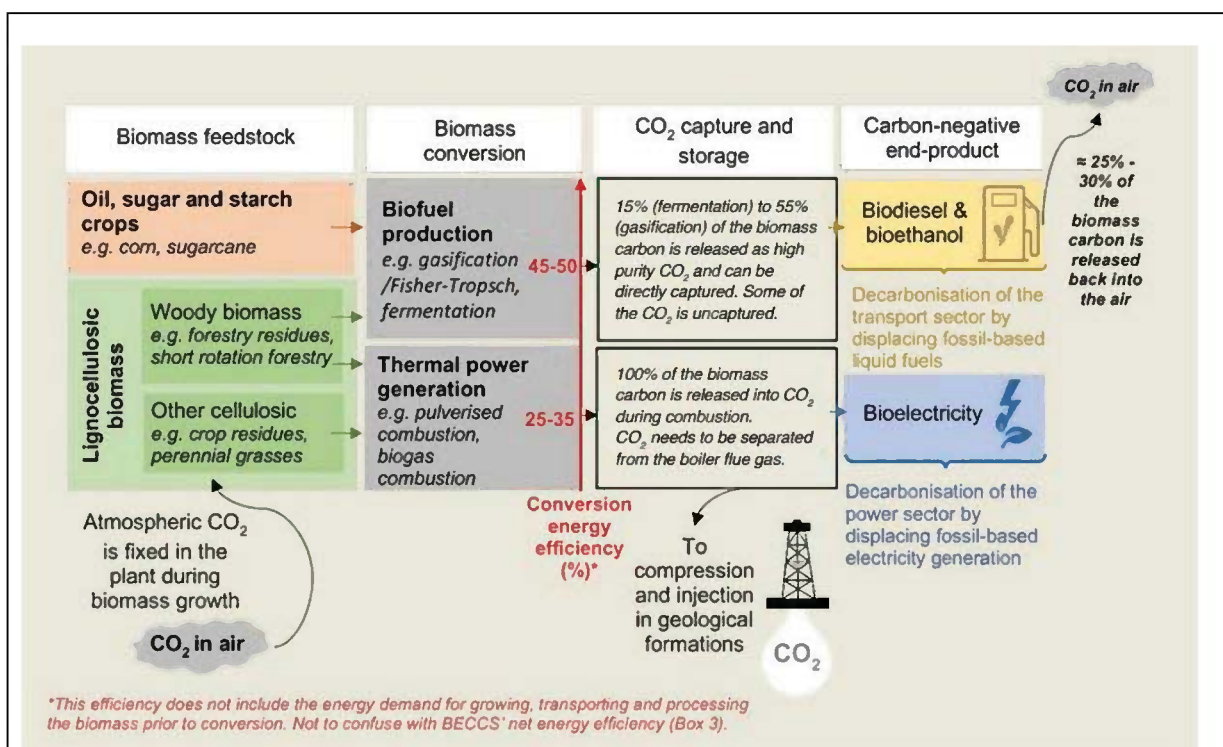 Biomass feedstock
Biomass
conversion
CO₂ capture and
storage
Carbon-negative
end-product
CO₂ in air
≈ 25% -
30% of
the
biomass
carbon is
released
back into
the air
Oil, sugar and starch
crops
e.g. corn, sugarcane
Lignocellulosic
biomass
Woody biomass
e.g. forestry residues,
short rotation forestry
Other cellulosic
e.g. crop residues,
perennial grasses
Biofuel
production
e.g. gasification
/Fisher-Tropsch,
fermentation
45-50
Thermal power
generation
e.g. pulverised
combustion,
biogas
combustion
25-35
Conversion
energy
efficiency
(%)*
15% (fermentation) to 55%
(gasification) of the biomass
carbon is released as high
purity CO₂ and can be
directly captured. Some of
the CO₂ is uncaptured.
100% of the biomass
carbon is released into CO₂
during combustion.
CO₂ needs to be separated
from the boiler flue gas.
Biodiesel &
bioethanol
Decarbonisation of the
transport sector by
displacing fossil-based
liquid fuels
Bioelectricity
Decarbonisation of the
power sector by
displacing fossil-based
electricity generation
Atmospheric CO₂
is fixed in the
plant during
biomass growth
CO₂ in air
To
compression
and injection
in geological
formations
CO₂
*This efficiency does not include the energy demand for growing, transporting and processing
the biomass prior to conversion. Not to confuse with BECCS' net energy efficiency (Box 3).